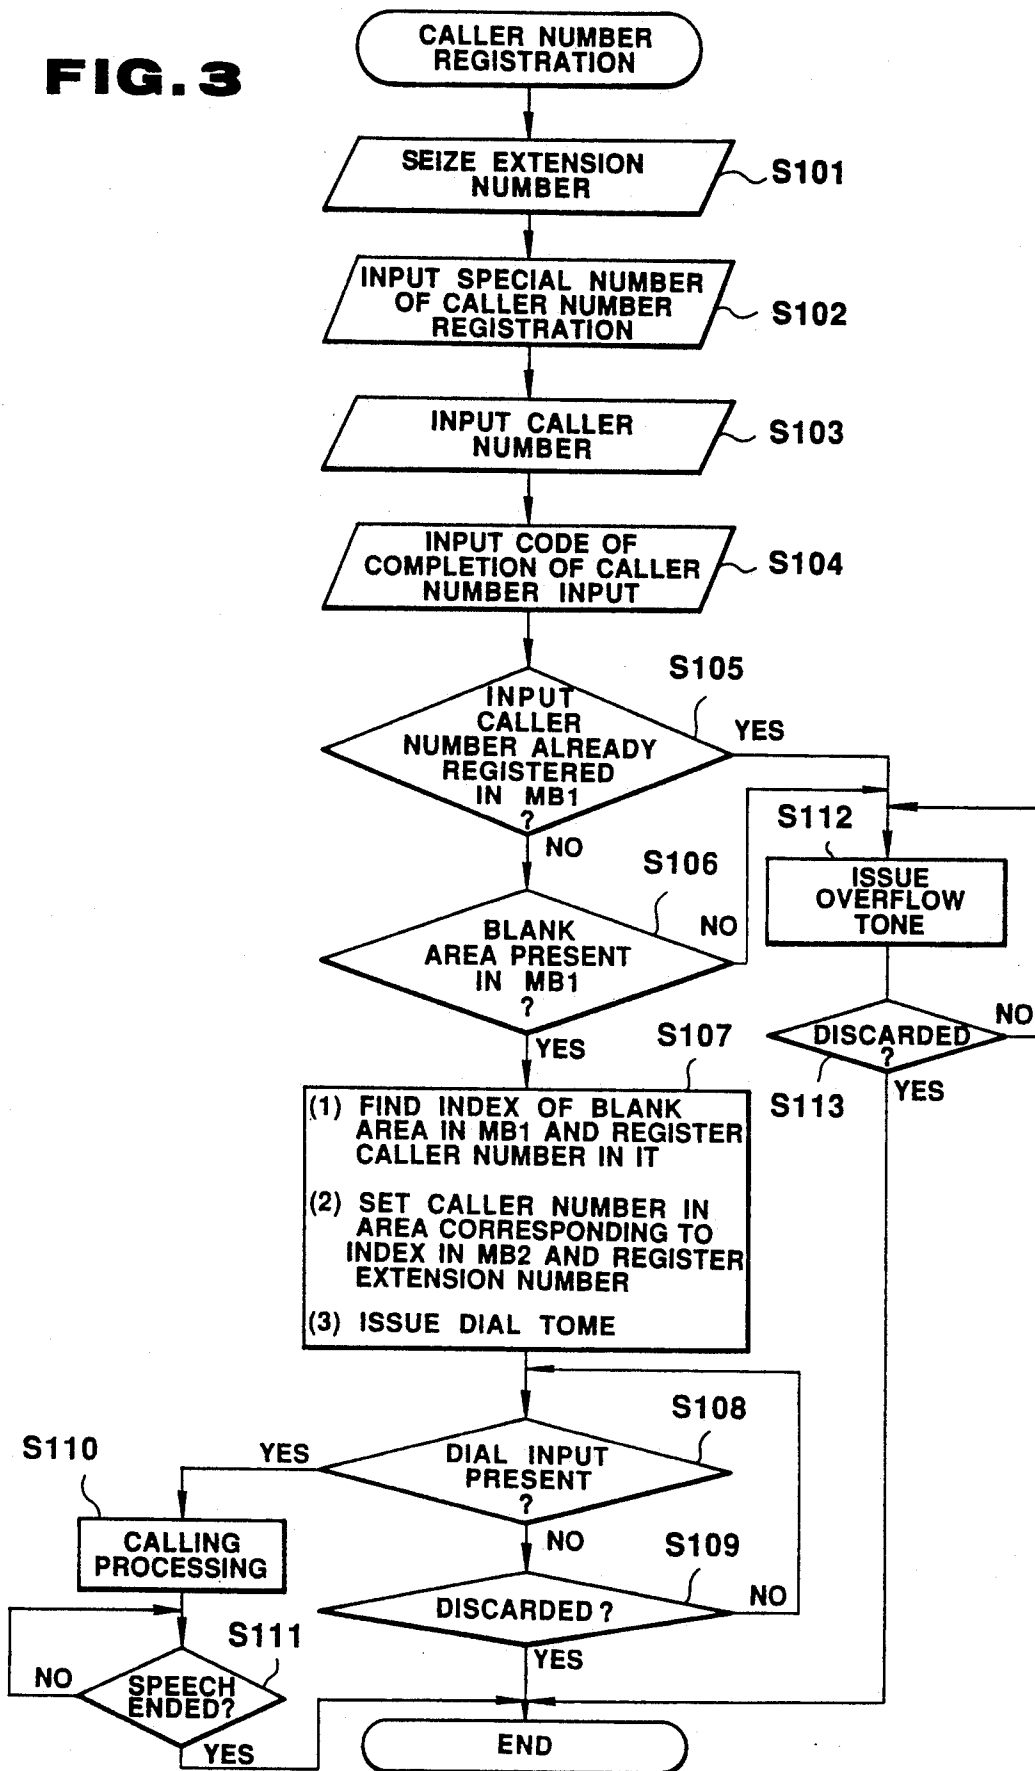 FIG. 3
CALLER NUMBER
REGISTRATION
SEIZE EXTENSION
NUMBER
S101
INPUT SPECIAL NUMBER
OF CALLER NUMBER
REGISTRATION
S102
INPUT CALLER
NUMBER
S103
INPUT CODE OF
COMPLETION OF CALLER
NUMBER INPUT
S104
S105
INPUT
CALLER
NUMBER ALREADY
REGISTERED
IN MB1
?
YES
NO
S106
BLANK
AREA PRESENT
IN MB1
?
NO
YES
S112
ISSUE
OVERFLOW
TONE
DISCARDED
?
NO
S113
YES
S107
(1) FIND INDEX OF BLANK
AREA IN MB1 AND REGISTER
CALLER NUMBER IN IT
(2) SET CALLER NUMBER IN
AREA CORRESPONDING TO
INDEX IN MB2 AND REGISTER
EXTENSION NUMBER
(3) ISSUE DIAL TOME
S108
DIAL INPUT
PRESENT
?
YES
NO
S110
CALLING
PROCESSING
S109
DISCARDED?
NO
YES
S111
SPEECH
ENDED?
NO
YES
END